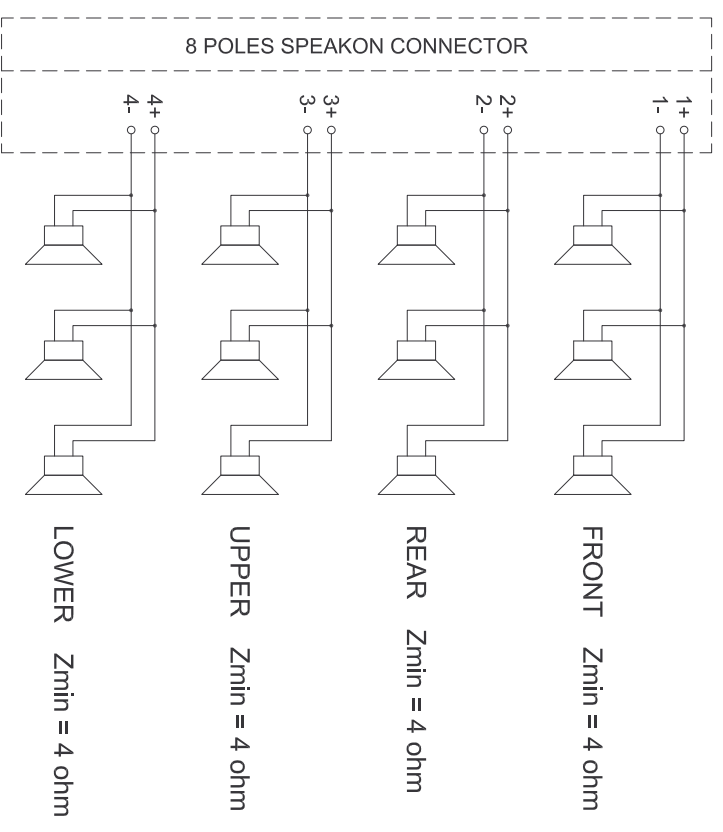 8 POLES SPEAKON CONNECTOR
4-
4+
3-
3+
2-
2+
1-
1+
LOWER Zmin = 4 ohm
UPPER Zmin = 4 ohm
REAR Zmin = 4 ohm
FRONT Zmin = 4 ohm